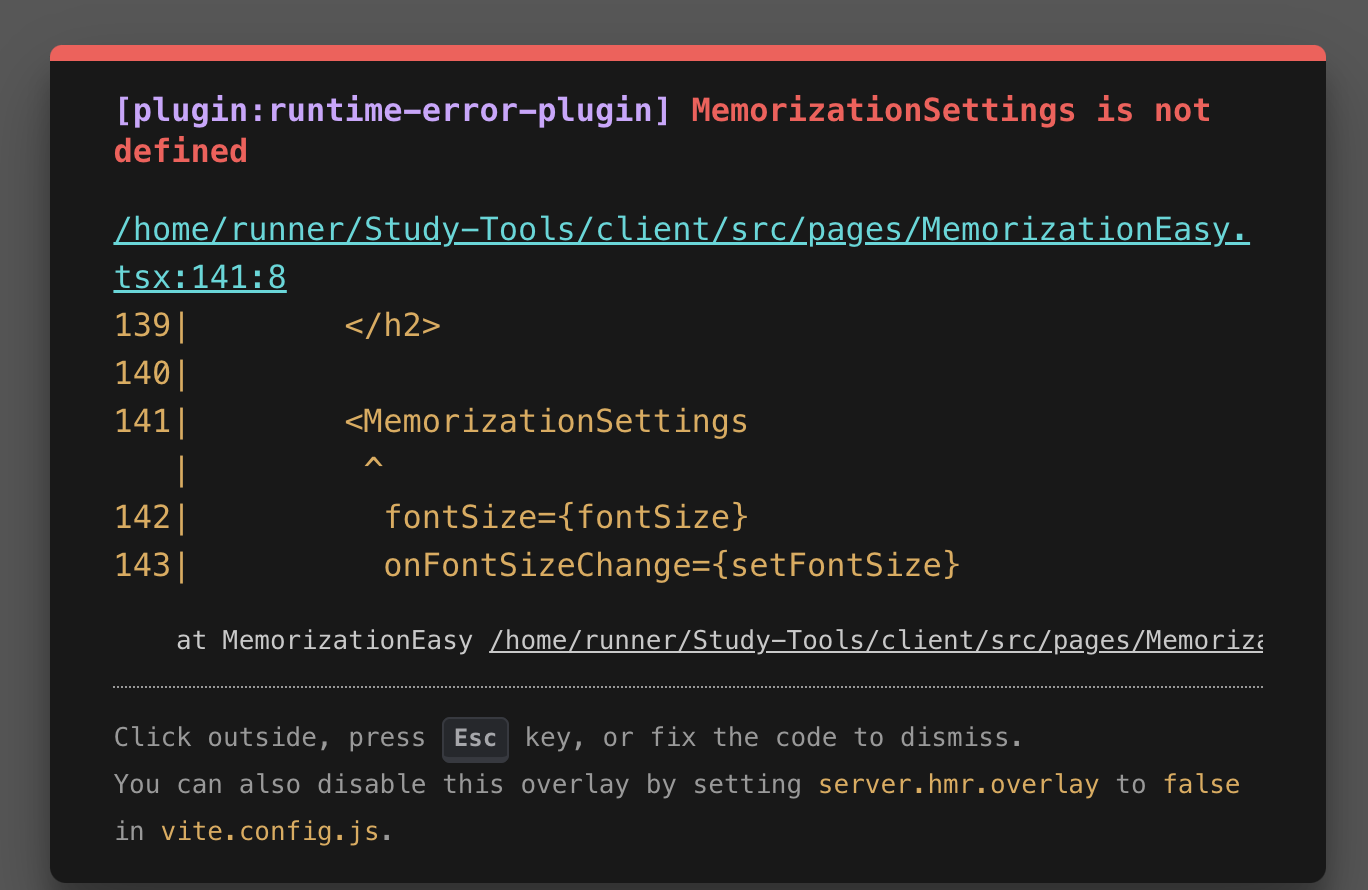 [plugin:runtime-error-plugin] MemorizationSettings is not
defined
/home/runner/Study-Tools/client/src/pages/MemorizationEasy.
tsx:141:8
139|        </h2>
140|
141|        <MemorizationSettings
   |         ^
142|          fontSize={fontSize}
143|          onFontSizeChange={setFontSize}
    at MemorizationEasy /home/runner/Study-Tools/client/src/pages/Memoriza
Click outside, press Esc key, or fix the code to dismiss.
You can also disable this overlay by setting server.hmr.overlay to false
in vite.config.js.